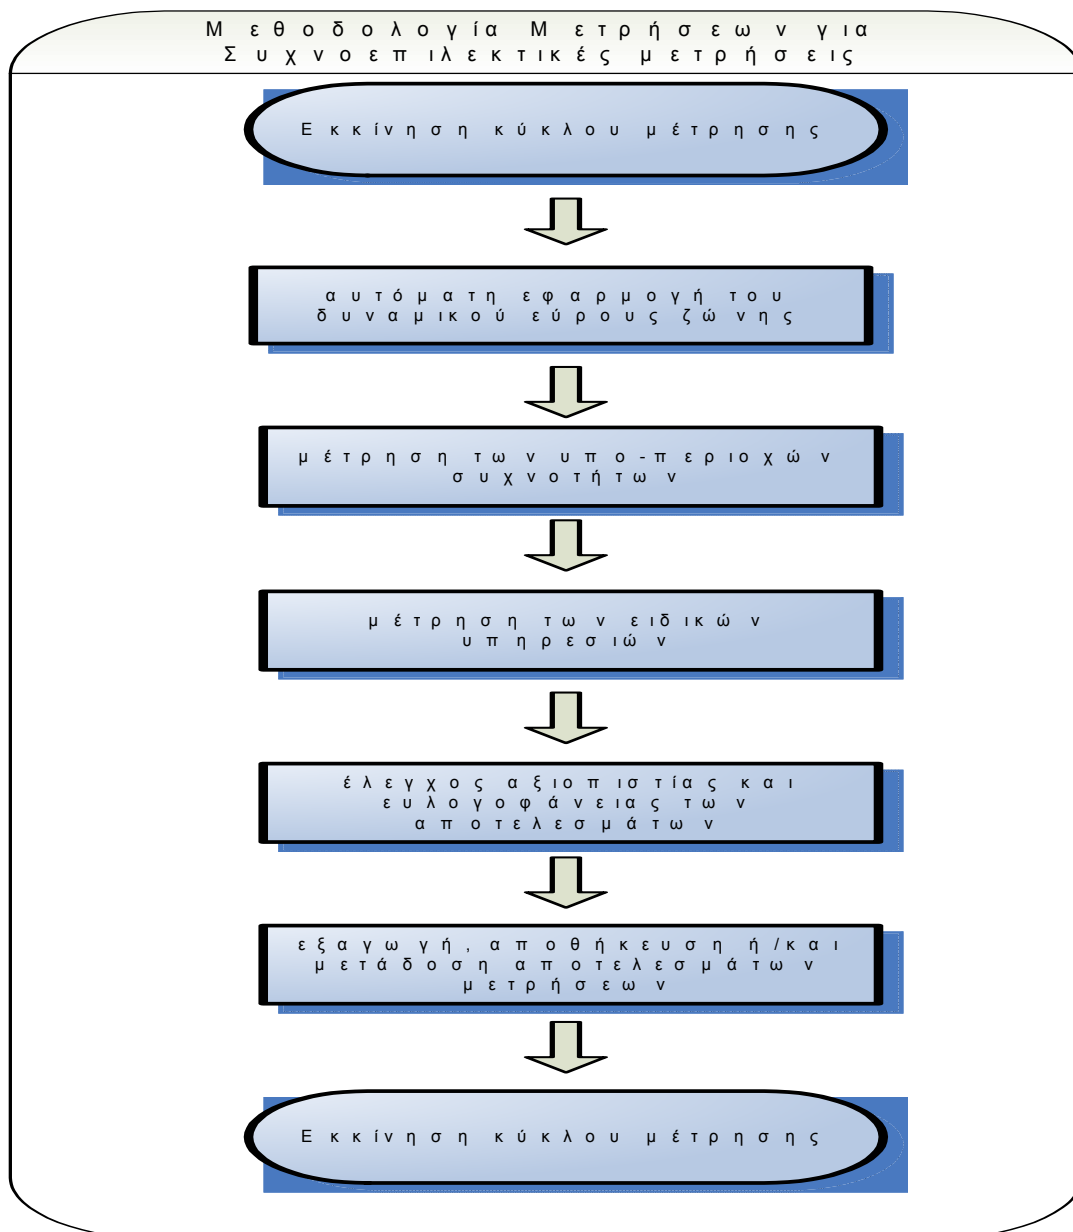 Μεθοδολογία Μετρήσεων για
Συχνοεπιλεκτικές μετρήσεις
Εκκίνηση κύκλου μέτρησης
αυτόματη εφαρμογή του
δυναμικού εύρους ζώνης
μέτρηση των υπο-περιοχών
συχνοτήτων
μέτρηση των ειδικών
υπηρεσιών
έλεγχος αξιοπιστίας και
ευλογοφάνειας των
αποτελεσμάτων
εξαγωγή, αποθήκευση ή/και
μετάδοση αποτελεσμάτων
μετρήσεων
Εκκίνηση κύκλου μέτρησης